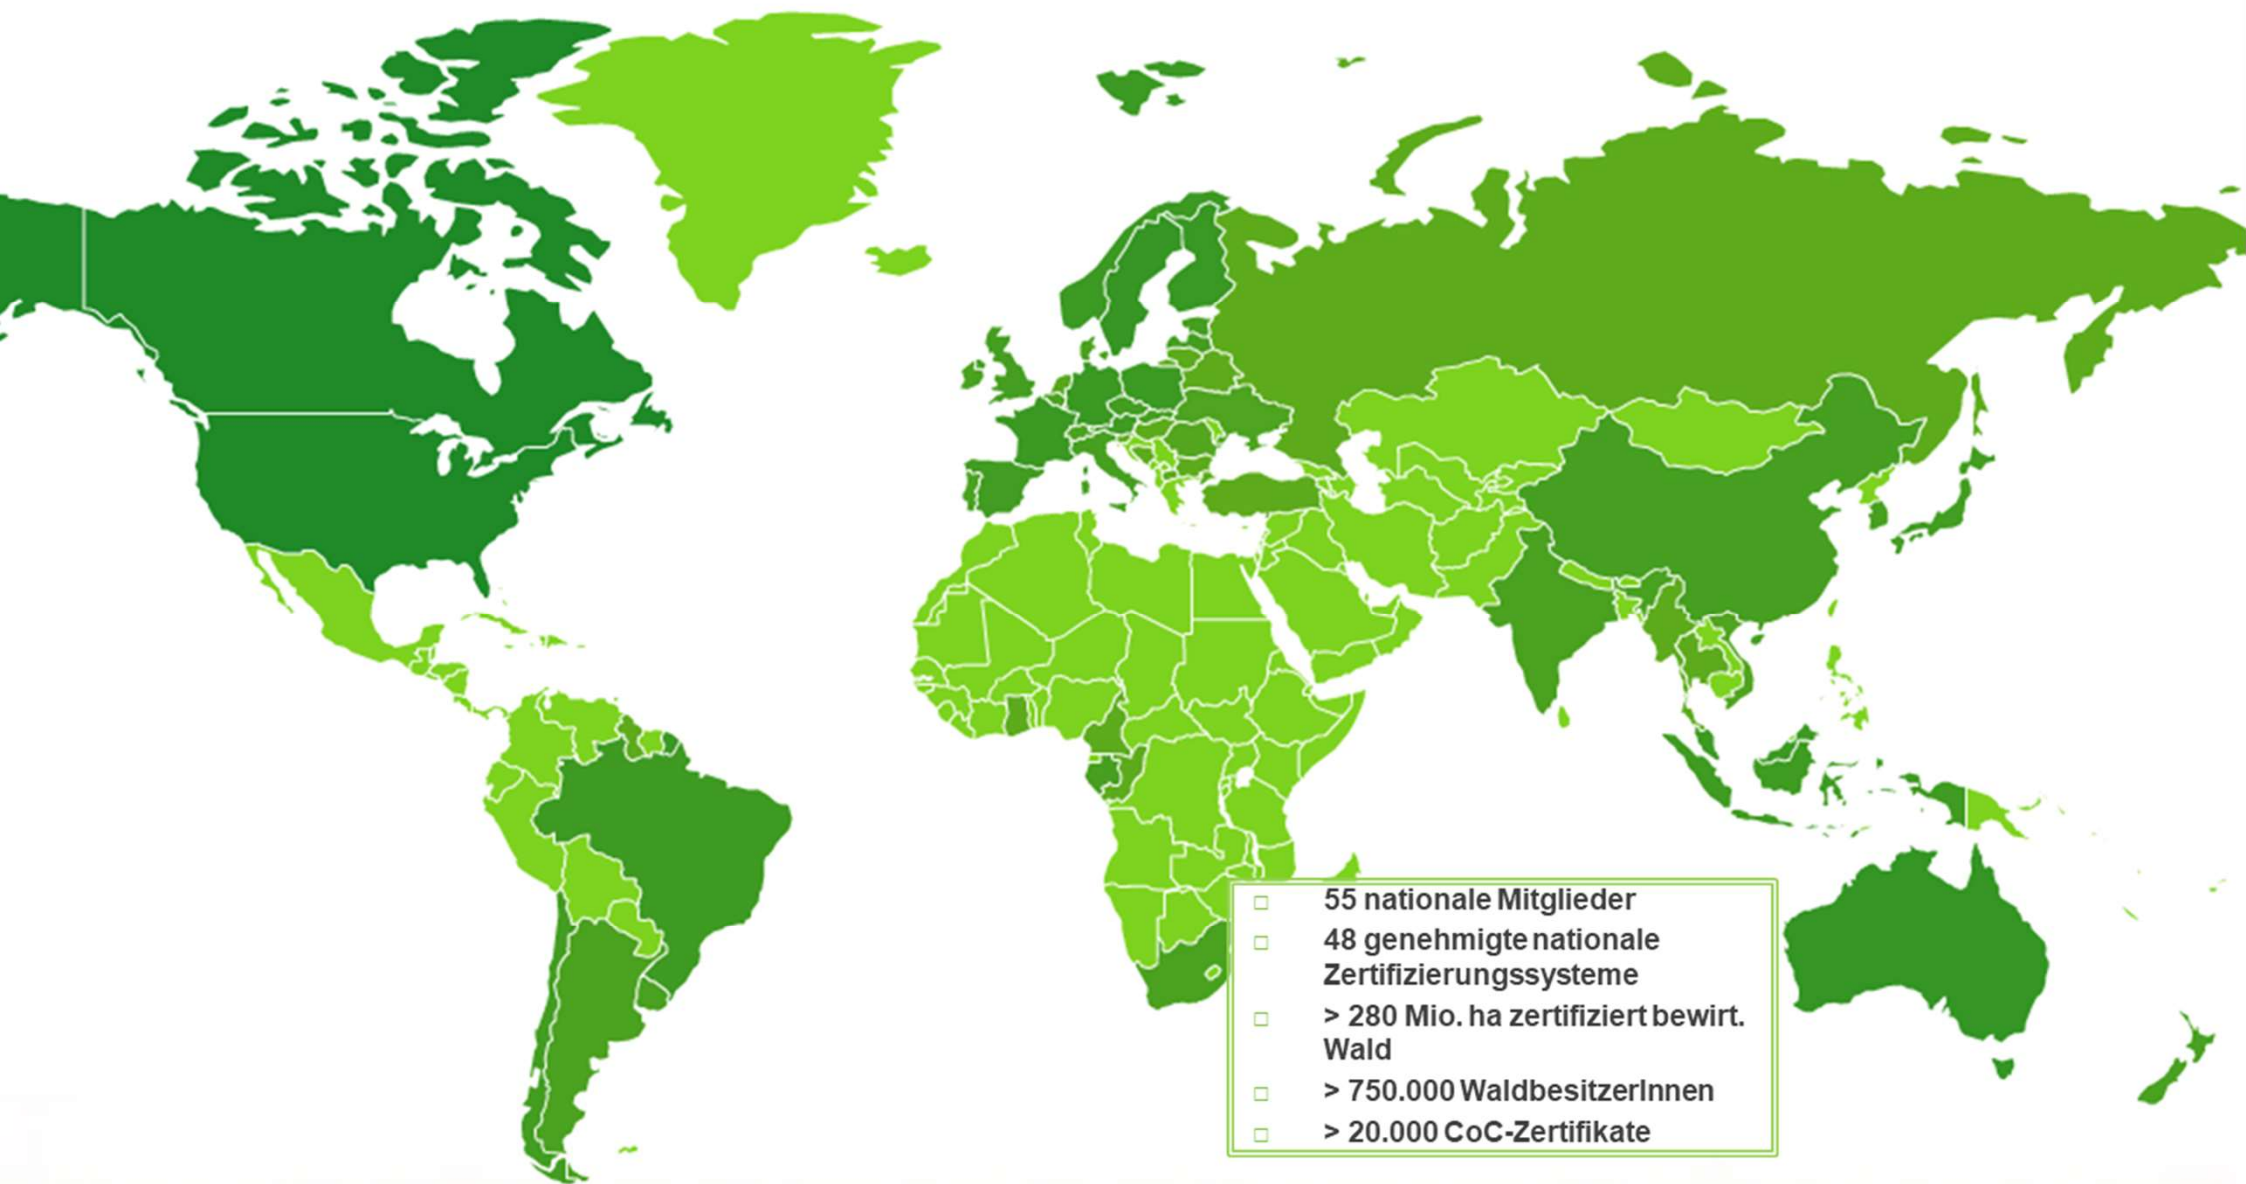 55 nationale Mitglieder
48 genehmigte nationale
Zertifizierungssysteme
> 280 Mio. ha zertifiziert bewirt.
Wald
> 750.000 WaldbesitzerInnen
> 20.000 CoC-Zertifikate